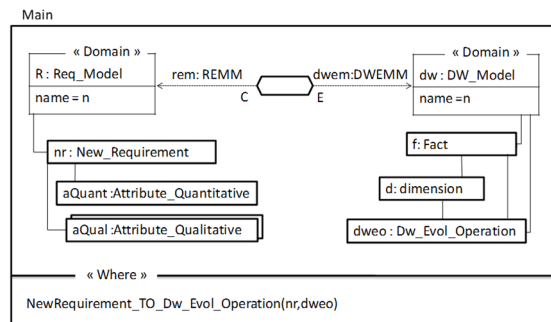 Main
« Domain »
R : Req_Model
name = n
rem: REMM
C
dwem:DWEMM
E
« Domain »
dw : DW_Model
name =n
nr : New_Requirement
aQuant :Attribute_Quantitative
aQual :Attribute_Qualitative
f: Fact
d: dimension
dweo : Dw_Evol_Operation
« Where »
NewRequirement_TO_Dw_Evol_Operation(nr,dweo)